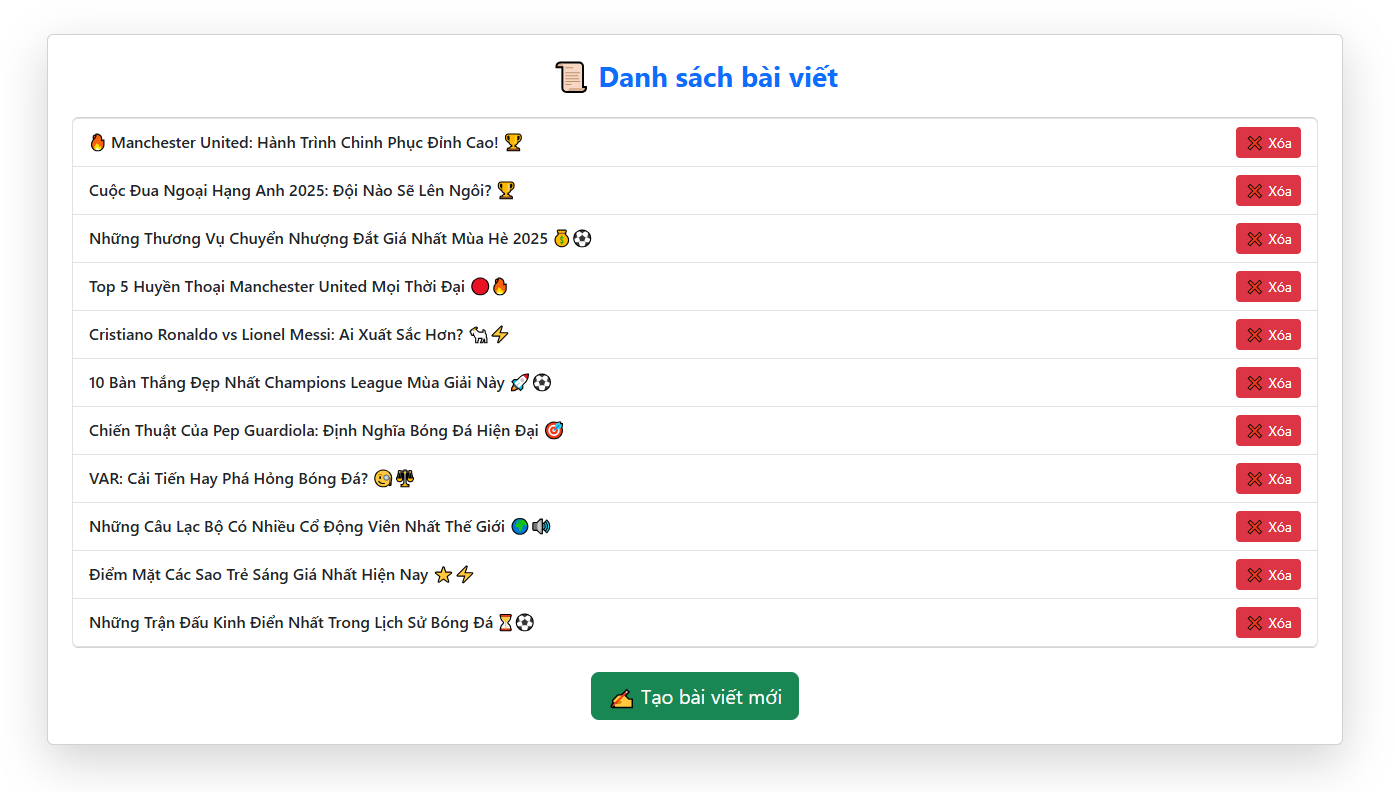 📜 Danh sách bài viết
🔥 Manchester United: Hành Trình Chinh Phục Đỉnh Cao! 🏆 ❌ Xóa
Cuộc Đua Ngoại Hạng Anh 2025: Đội Nào Sẽ Lên Ngôi? 🏆 ❌ Xóa
Những Thương Vụ Chuyển Nhượng Đắt Giá Nhất Mùa Hè 2025 💰⚽ ❌ Xóa
Top 5 Huyền Thoại Manchester United Mọi Thời Đại 🔴🔥 ❌ Xóa
Cristiano Ronaldo vs Lionel Messi: Ai Xuất Sắc Hơn? 🐐⚡ ❌ Xóa
10 Bàn Thắng Đẹp Nhất Champions League Mùa Giải Này 🚀⚽ ❌ Xóa
Chiến Thuật Của Pep Guardiola: Định Nghĩa Bóng Đá Hiện Đại 🎯 ❌ Xóa
VAR: Cải Tiến Hay Phá Hỏng Bóng Đá? 🧐⚖️ ❌ Xóa
Những Câu Lạc Bộ Có Nhiều Cổ Động Viên Nhất Thế Giới 🌍🔊 ❌ Xóa
Điểm Mặt Các Sao Trẻ Sáng Giá Nhất Hiện Nay ⭐⚡ ❌ Xóa
Những Trận Đấu Kinh Điển Nhất Trong Lịch Sử Bóng Đá ⏳⚽ ❌ Xóa
✍️ Tạo bài viết mới